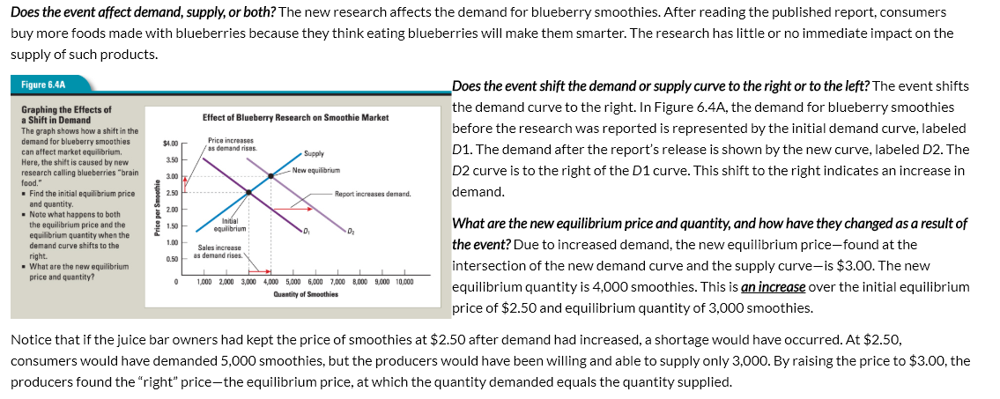 Does the event affect demand, supply, or both? The new research affects the demand for blueberry smoothies. After reading the published report, consumers
buy more foods made with blueberries because they think eating blueberries will make them smarter. The research has little or no immediate impact on the
supply of such products.
Figure 6.4A
Graphing the Effects of
a Shift in Demand
The graph shows how a shift in the
demand for blueberry smoothies
can affect market equilibrium.
Here, the shift is caused by new
research calling blueberries "brain
food."
▪ Find the initial equilibrium price
and quantity.
▪ Note what happens to both
the equilibrium price and the
equilibrium quantity when the
demand curve shifts to the
right.
▪ What are the new equilibrium
price and quantity?
Effect of Blueberry Research on Smoothie Market
Price per Smoothie
$4.00
3.50
3.00
2.50
2.00
1.50
1.00
0.50
0
Price increases
as demand rises.
Supply
New equilibrium
Report increases demand.
Initial
equilibrium
D₁
D₂
Sales increase
as demand rises.
1,000 2,000 3,000 4,000 5,000 6,000 7,000 8,000 9,000 10,000
Quantity of Smoothies
Does the event shift the demand or supply curve to the right or to the left? The event shifts
the demand curve to the right. In Figure 6.4A, the demand for blueberry smoothies
before the research was reported is represented by the initial demand curve, labeled
D1. The demand after the report's release is shown by the new curve, labeled D2. The
D2 curve is to the right of the D1 curve. This shift to the right indicates an increase in
demand.
What are the new equilibrium price and quantity, and how have they changed as a result of
the event? Due to increased demand, the new equilibrium price—found at the
intersection of the new demand curve and the supply curve—is $3.00. The new
equilibrium quantity is 4,000 smoothies. This is an increase over the initial equilibrium
price of $2.50 and equilibrium quantity of 3,000 smoothies.
Notice that if the juice bar owners had kept the price of smoothies at $2.50 after demand had increased, a shortage would have occurred. At $2.50,
consumers would have demanded 5,000 smoothies, but the producers would have been willing and able to supply only 3,000. By raising the price to $3.00, the
producers found the "right" price—the equilibrium price, at which the quantity demanded equals the quantity supplied.